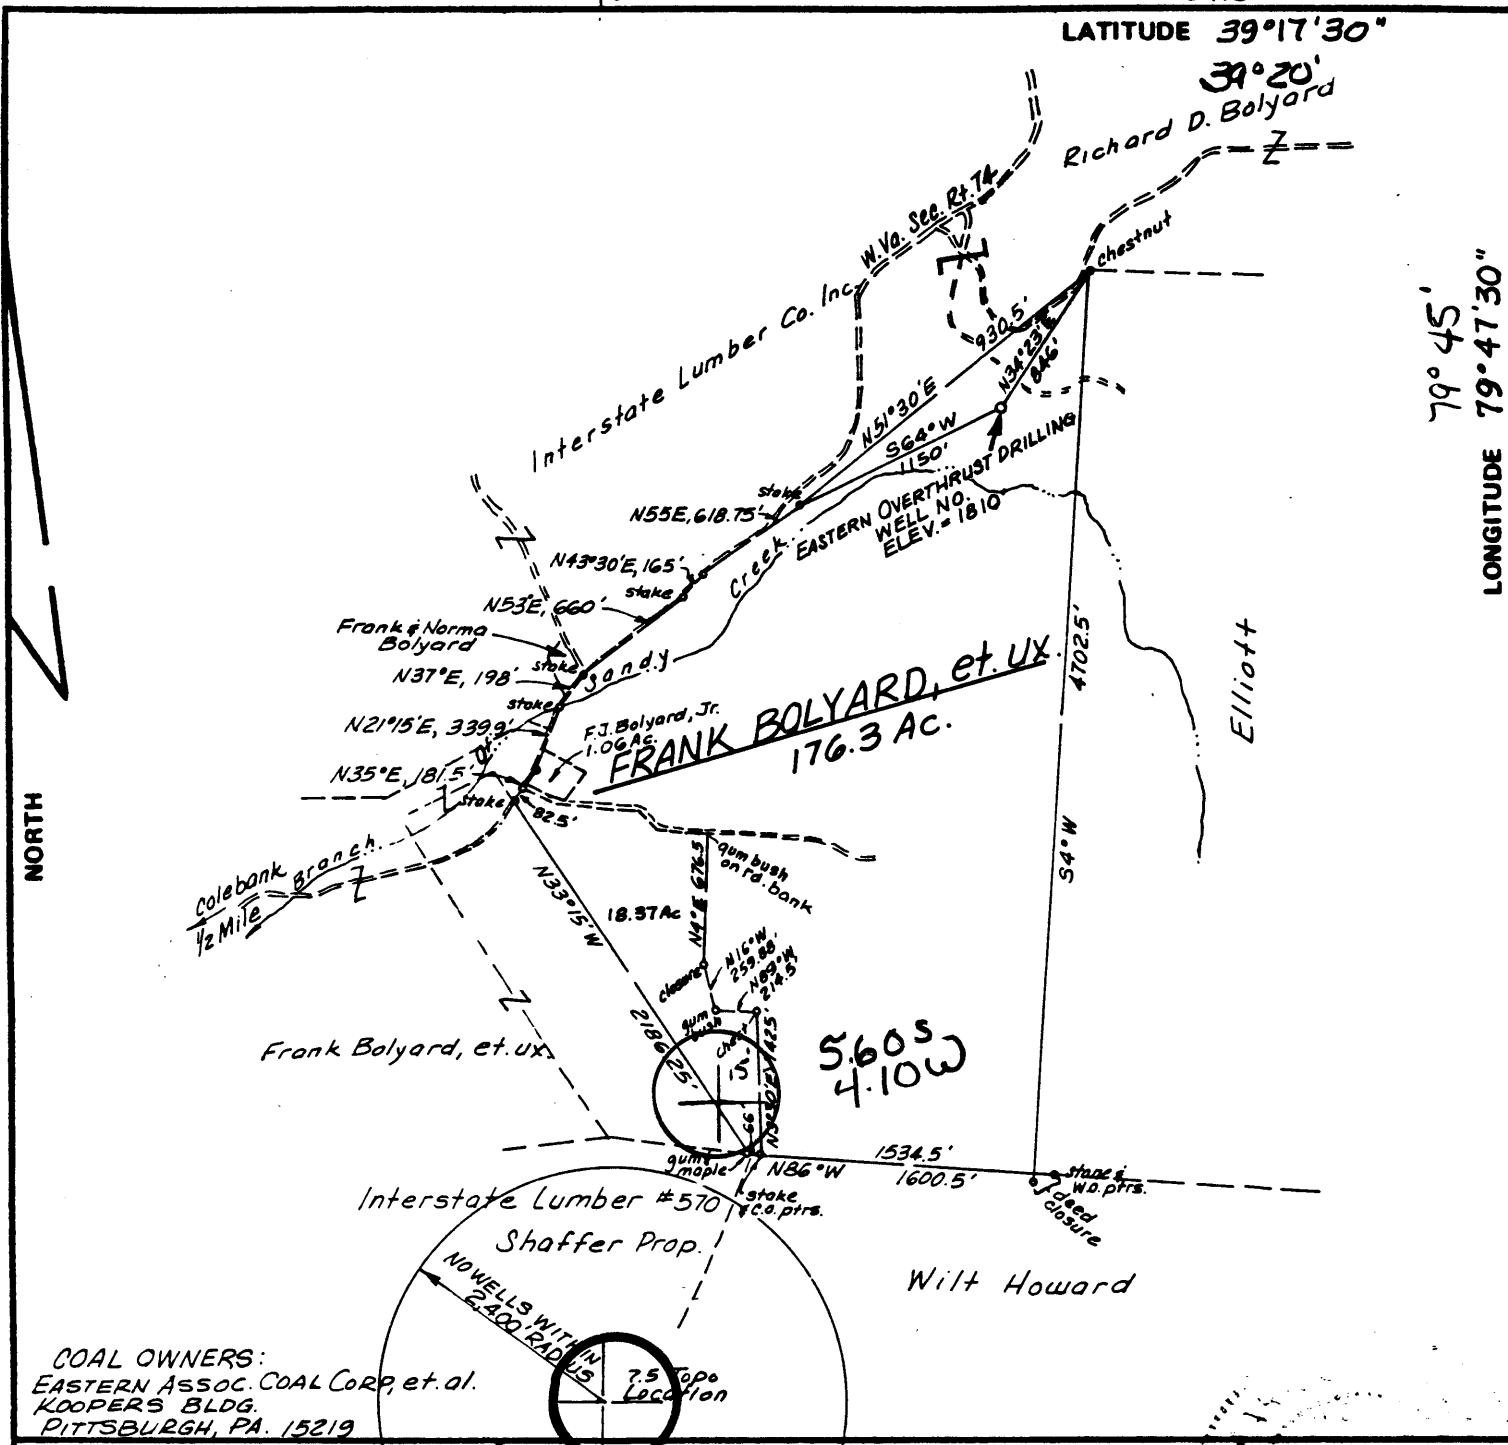 LATITUDE 39°17'30"
39°20'
Richard D. Bolyard
W.Va. Sec. Rt. 74
chestnut
Interstate Lumber Co. Inc.
79° 45'
LONGITUDE 79°47'30"
930.5'
N51°30'E
N34°23'E
846'
S64°W
1150'
EASTERN OVERTHRUST DRILLING
WELL NO.
ELEV.= 1810'
stake
N55E, 618.75'
N43°30'E, 165'
stake
Creek
N53E, 660'
Frank & Norma
Bolyard
stake
Sandy
N37°E, 198'
stake
N21°15'E, 339.9'
F.J. Bolyard, Jr.
1.06 Ac.
FRANK BOLYARD, et. ux.
176.3 Ac.
4702.5'
S4°W
Elliott
N35°E, 181.5'
stake
82.5'
NORTH
Colebank Branch
1/2 Mile
gum bush
on rd. bank
N4°E 676.5
18.37Ac
N33°15'W
2186.25'
closure
N16°W
259.88'
N89°W
214.5'
gum
bush
chest
5.60 S
4.10 W
66'
Frank Bolyard, et. ux.
gum &
maple
N86°W
1534.5'
1600.5'
stone &
W.O. ptrs.
deed
closure
stake
& C.O. ptrs.
Interstate Lumber #570
Shaffer Prop.
Wilt Howard
NO WELLS WITHIN
2,400' RADIUS
7.5 Topo
Location
COAL OWNERS:
EASTERN ASSOC. COAL CORP, et. al.
KOOPERS BLDG.
PITTSBURGH, PA. 15219